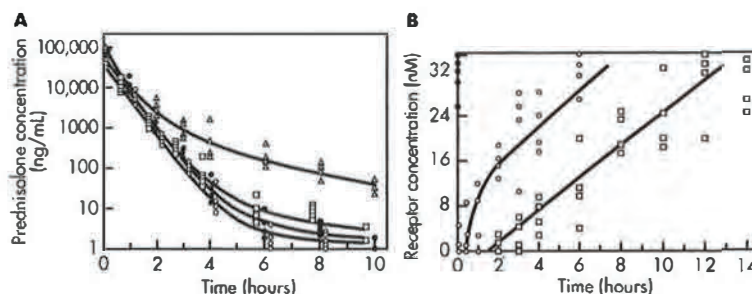 A
Prednisolone concentration
(ng/mL)
100,000
10,000
1000
100
10
1
0 2 4 6 8 10
Time (hours)
B
Receptor concentration (nM)
32
24
16
8
0
0 2 4 6 8 10 12 14
Time (hours)